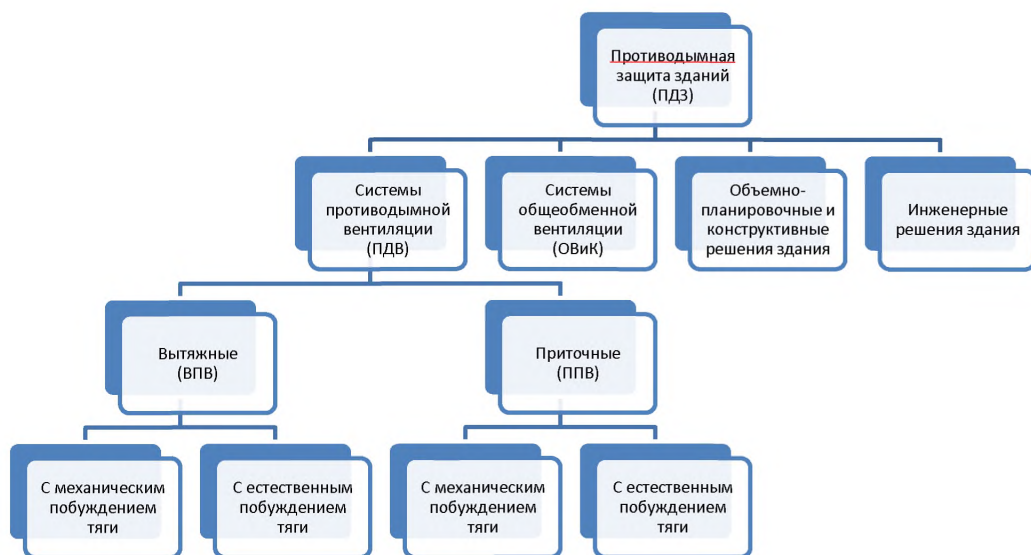 Противодымная
защита зданий
(ПДЗ)
Системы
противодымной
вентиляции
(ПДВ)
Системы
общеобменной
вентиляции
(ОВиК)
Объемно-
планировочные и
конструктивные
решения здания
Инженерные
решения здания
Вытяжные
(ВПВ)
Приточные
(ППВ)
С механическим
побуждением
тяги
С естественным
побуждением
тяги
С механическим
побуждением
тяги
С естественным
побуждением
тяги